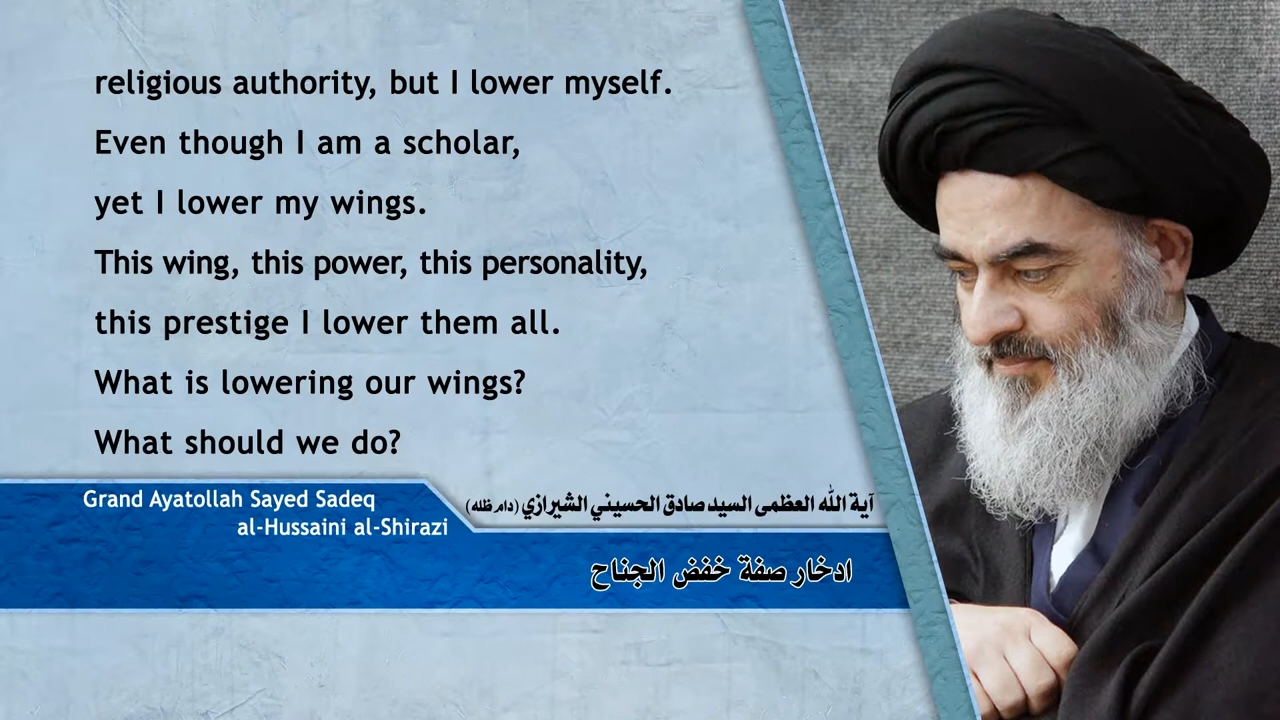 religious authority, but I lower myself.
Even though I am a scholar,
yet I lower my wings.
This wing, this power, this personality,
this prestige I lower them all.
What is lowering our wings?
What should we do?
Grand Ayatollah Sayed Sadeq
al-Hussaini al-Shirazi
آية الله العظمى السيد صادق الحسيني الشيرازي (دام ظله)
ادخار صفة خفض الجناح